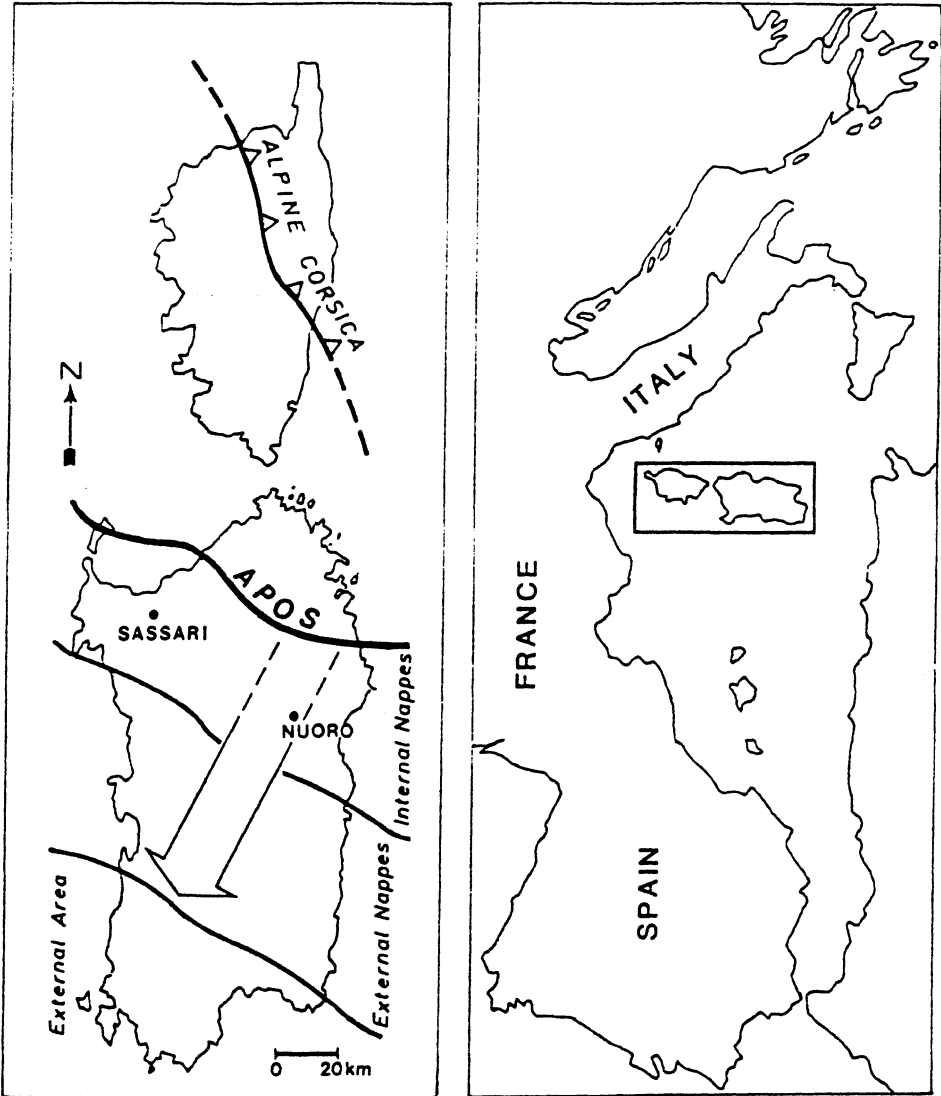 ALPINE CORSICA
N
APOS
SASSARI
NUORO
Internal Nappes
External Nappes
External Area
0 20km
ITALY
FRANCE
SPAIN